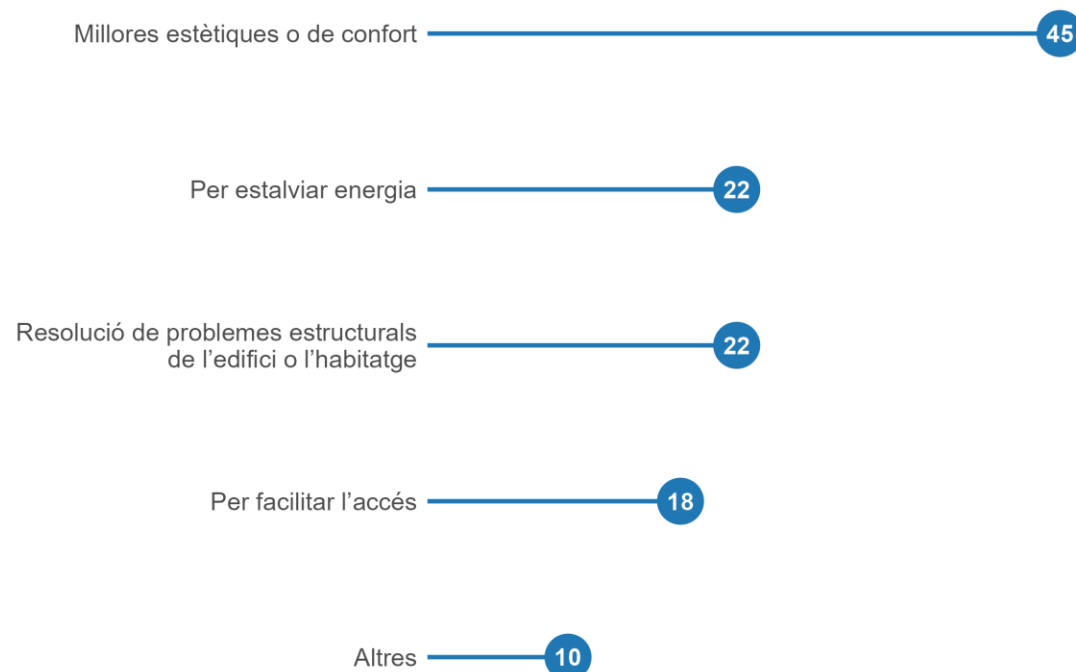 Millores estètiques o de confort 45
Per estalviar energia 22
Resolució de problemes estructurals
de l’edifici o l’habitatge 22
Per facilitar l’accés 18
Altres 10